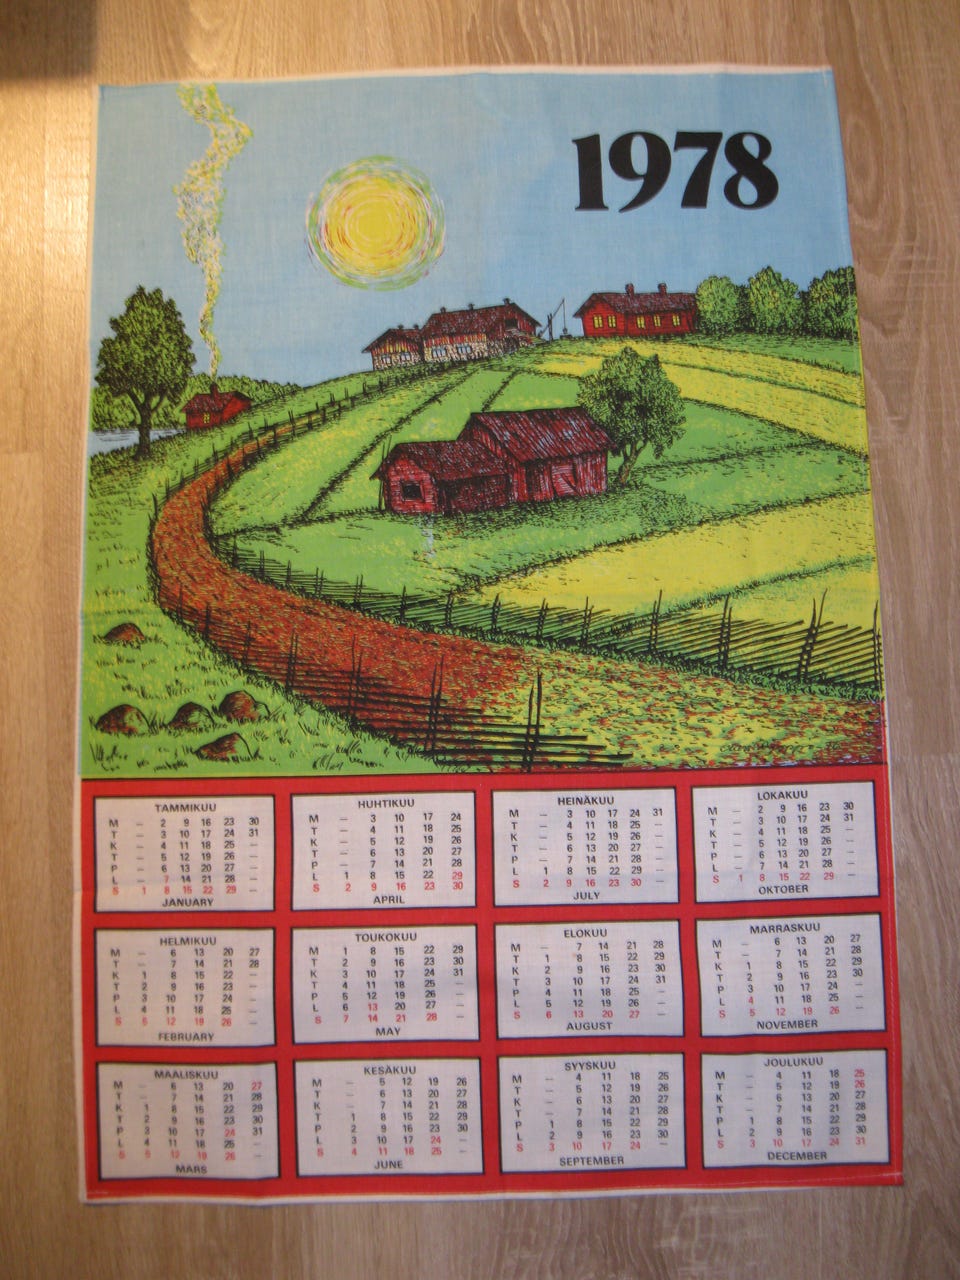 1978
TAMMIKUU
M – 2 9 16 23 30
T – 3 10 17 24 31
K – 4 11 18 25 –
T – 5 12 19 26 –
P – 6 13 20 27 –
L – 7 14 21 28 –
S 1 8 15 22 29 –
JANUARY
HELMIKUU
M – 6 13 20 27
T – 7 14 21 28
K 1 8 15 22 –
T 2 9 16 23 –
P 3 10 17 24 –
L 4 11 18 25 –
S 5 12 19 26 –
FEBRUARY
MAALISKUU
M – 6 13 20 27
T – 7 14 21 28
K 1 8 15 22 29
T 2 9 16 23 30
P 3 10 17 24 31
L 4 11 18 25 –
S 5 12 19 26 –
MARS
HUHTIKUU
M – 3 10 17 24
T – 4 11 18 25
K – 5 12 19 26
T – 6 13 20 27
P – 7 14 21 28
L 1 8 15 22 29
S 2 9 16 23 30
APRIL
TOUKOKUU
M 1 8 15 22 29
T 2 9 16 23 30
K 3 10 17 24 31
T 4 11 18 25 –
P 5 12 19 26 –
L 6 13 20 27 –
S 7 14 21 28 –
MAY
KESÄKUU
M – 5 12 19 26
T – 6 13 20 27
K – 7 14 21 28
T 1 8 15 22 29
P 2 9 16 23 30
L 3 10 17 24 –
S 4 11 18 25 –
JUNE
HEINÄKUU
M – 3 10 17 24 31
T – 4 11 18 25 –
K – 5 12 19 26 –
T – 6 13 20 27 –
P – 7 14 21 28 –
L 1 8 15 22 29 –
S 2 9 16 23 30 –
JULY
ELOKUU
M – 7 14 21 28
T 1 8 15 22 29
K 2 9 16 23 30
T 3 10 17 24 31
P 4 11 18 25 –
L 5 12 19 26 –
S 6 13 20 27 –
AUGUST
SYYSKUU
M – 4 11 18 25
T – 5 12 19 26
K – 6 13 20 27
T – 7 14 21 28
P 1 8 15 22 29
L 2 9 16 23 30
S 3 10 17 24 –
SEPTEMBER
LOKAKUU
M – 2 9 16 23 30
T – 3 10 17 24 31
K – 4 11 18 25 –
T – 5 12 19 26 –
P – 6 13 20 27 –
L – 7 14 21 28 –
S 1 8 15 22 29 –
OKTOBER
MARRASKUU
M – 6 13 20 27
T – 7 14 21 28
K 1 8 15 22 29
T 2 9 16 23 30
P 3 10 17 24 –
L 4 11 18 25 –
S 5 12 19 26 –
NOVEMBER
JOULUKUU
M – 4 11 18 25
T – 5 12 19 26
K – 6 13 20 27
T – 7 14 21 28
P 1 8 15 22 29
L 2 9 16 23 30
S 3 10 17 24 31
DECEMBER